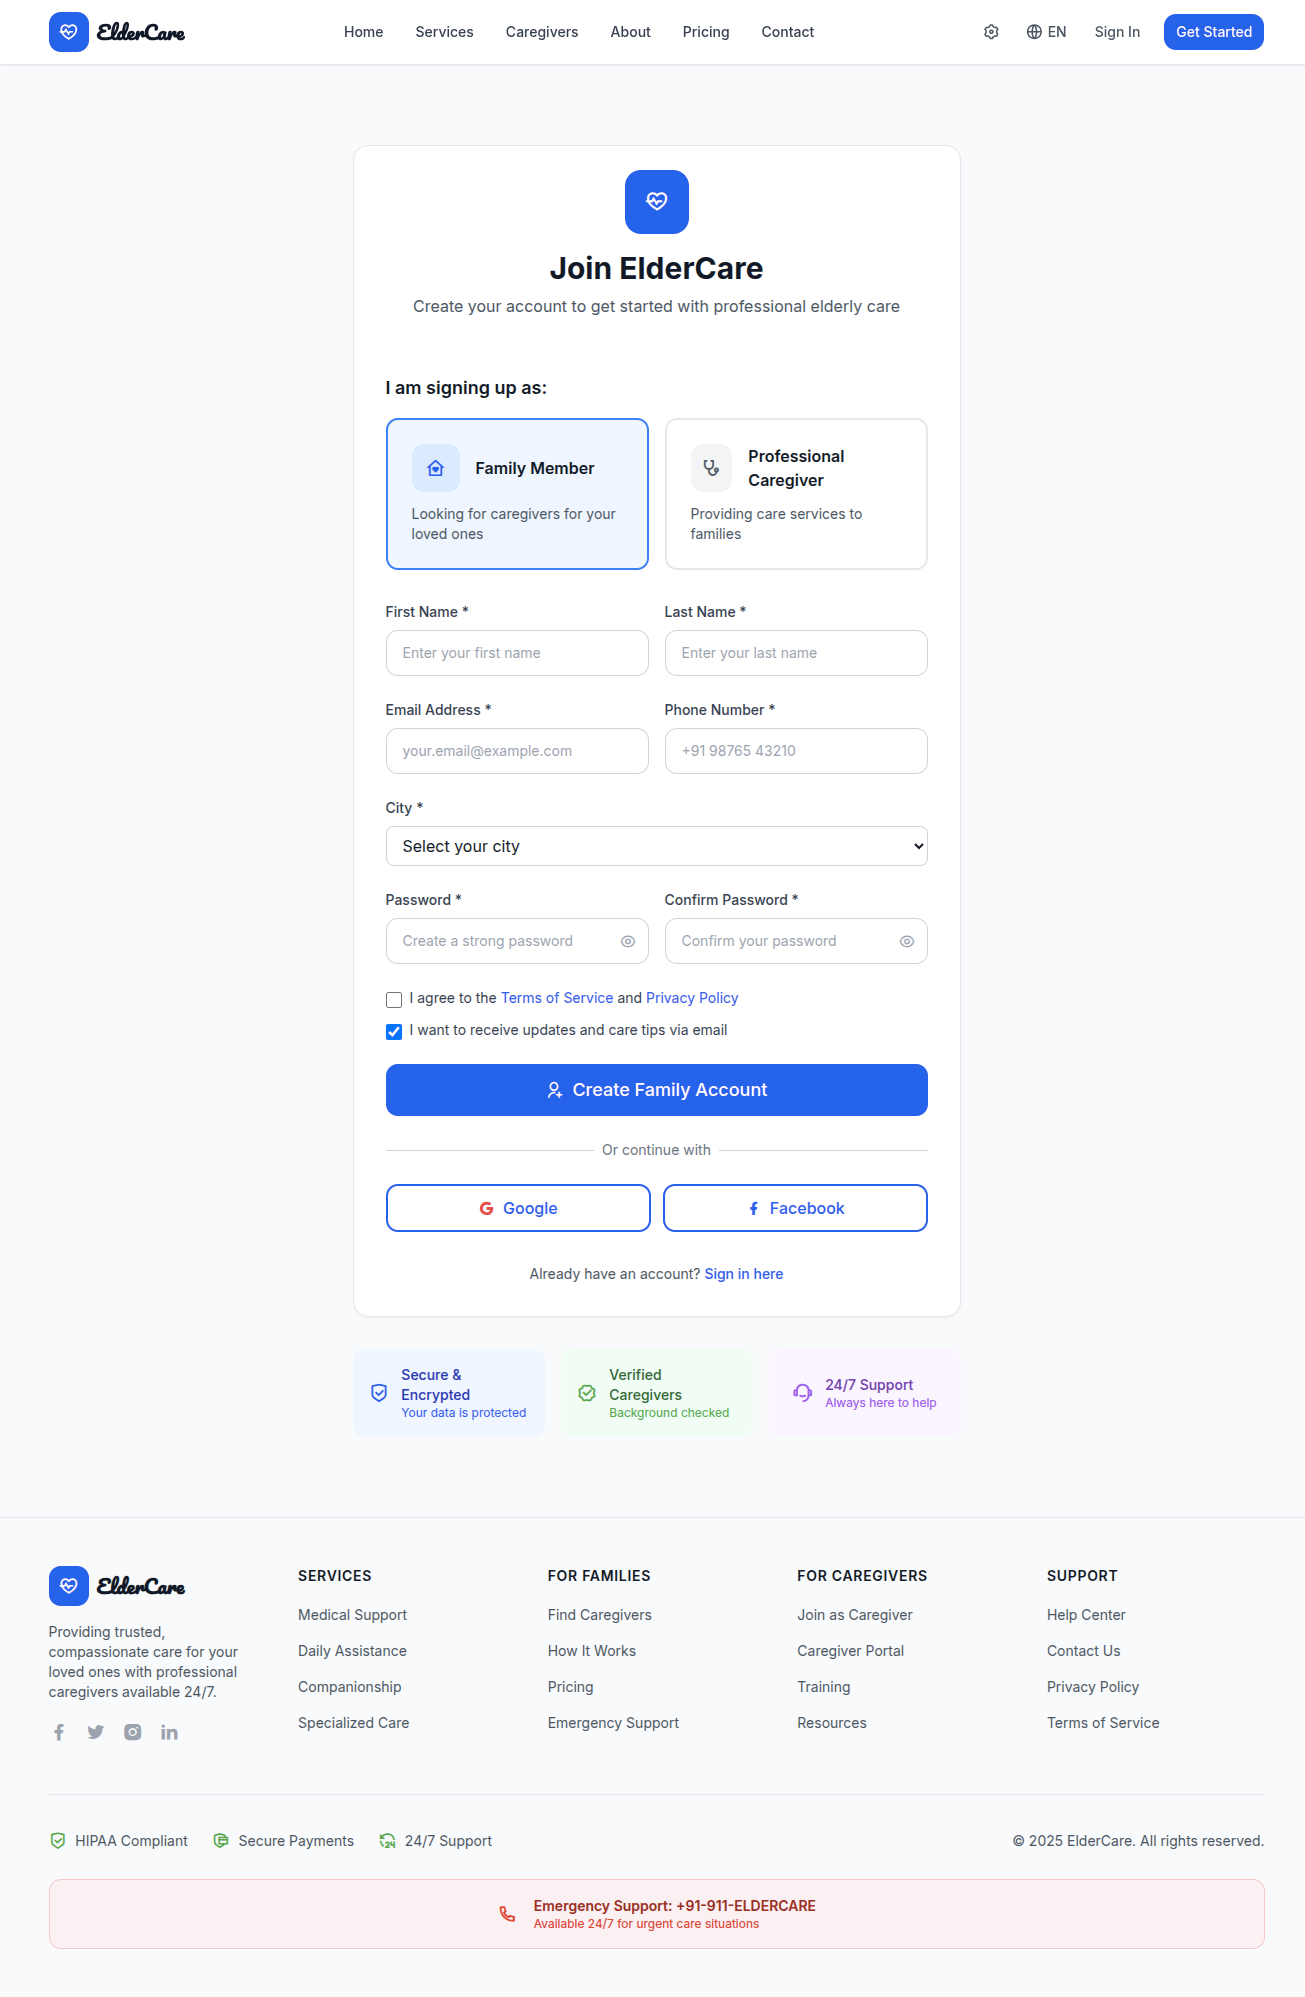 ElderCare
Home
Services
Caregivers
About
Pricing
Contact
EN
Sign In
Get Started
Join ElderCare
Create your account to get started with professional elderly care
I am signing up as:
Family Member
Looking for caregivers for your
loved ones
Professional
Caregiver
Providing care services to
families
First Name *
Last Name *
Enter your first name
Enter your last name
Email Address *
Phone Number *
your.email@example.com
+91 98765 43210
City *
Select your city
Password *
Confirm Password *
Create a strong password
Confirm your password
I agree to the Terms of Service and Privacy Policy
I want to receive updates and care tips via email
Create Family Account
Or continue with
Google
Facebook
Already have an account? Sign in here
Secure &
Encrypted
Your data is protected
Verified
Caregivers
Background checked
24/7 Support
Always here to help
ElderCare
Providing trusted,
compassionate care for your
loved ones with professional
caregivers available 24/7.
SERVICES
Medical Support
Daily Assistance
Companionship
Specialized Care
FOR FAMILIES
Find Caregivers
How It Works
Pricing
Emergency Support
FOR CAREGIVERS
Join as Caregiver
Caregiver Portal
Training
Resources
SUPPORT
Help Center
Contact Us
Privacy Policy
Terms of Service
HIPAA Compliant
Secure Payments
24
24/7 Support
© 2025 ElderCare. All rights reserved.
Emergency Support: +91-911-ELDERCARE
Available 24/7 for urgent care situations